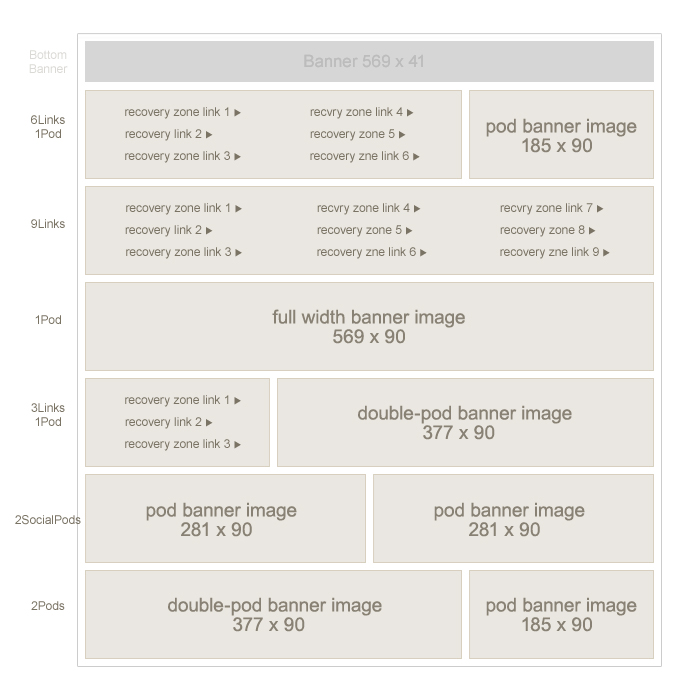 Bottom
Banner
Banner 569 x 41
6Links
1Pod
recovery zone link 1
recovery link 2
recovery zone link 3
recvry zone link 4
recovery zone 5
recovery zne link 6
pod banner image
185 x 90
9Links
recovery zone link 1
recovery link 2
recovery zone link 3
recvry zone link 4
recovery zone 5
recovery zne link 6
recvry zone link 7
recovery zone 8
recovery zne link 9
1Pod
full width banner image
569 x 90
3Links
1Pod
recovery zone link 1
recovery link 2
recovery zone link 3
double-pod banner image
377 x 90
2SocialPods
pod banner image
281 x 90
pod banner image
281 x 90
2Pods
double-pod banner image
377 x 90
pod banner image
185 x 90